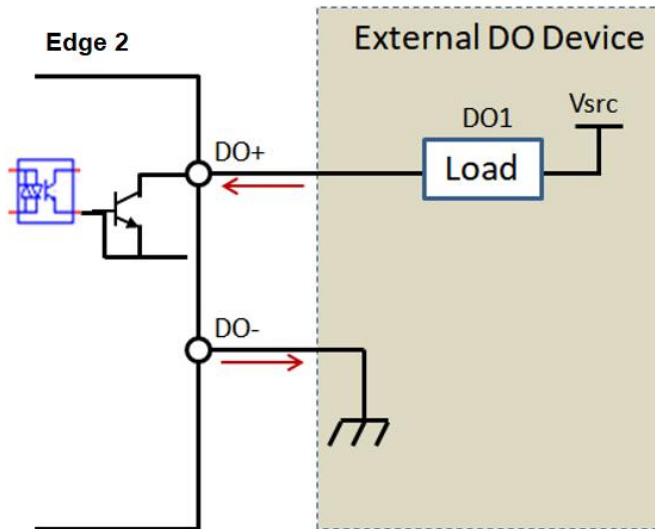 Edge 2
External DO Device
DO1
Vsrc
DO+
Load
DO-